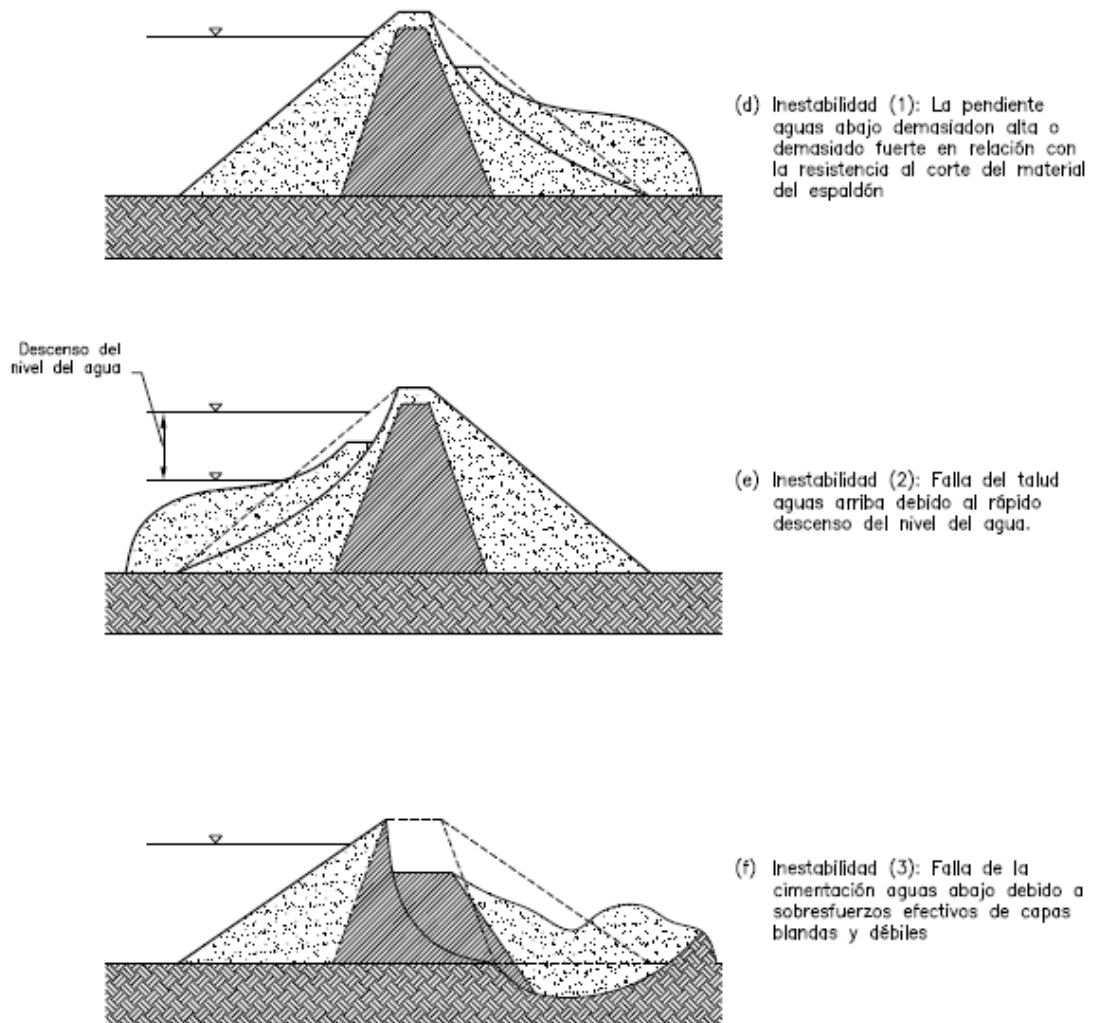 (d) Inestabilidad (1): La pendiente
aguas abajo demasiadon alta o
demasiado fuerte en relación con
la resistencia al corte del material
del espaldón
Descenso del
nivel del agua
(e) Inestabilidad (2): Falla del talud
aguas arriba debido al rápido
descenso del nivel del agua.
(f) Inestabilidad (3): Falla de la
cimentación aguas abajo debido a
sobresfuerzos efectivos de capas
blandas y débiles